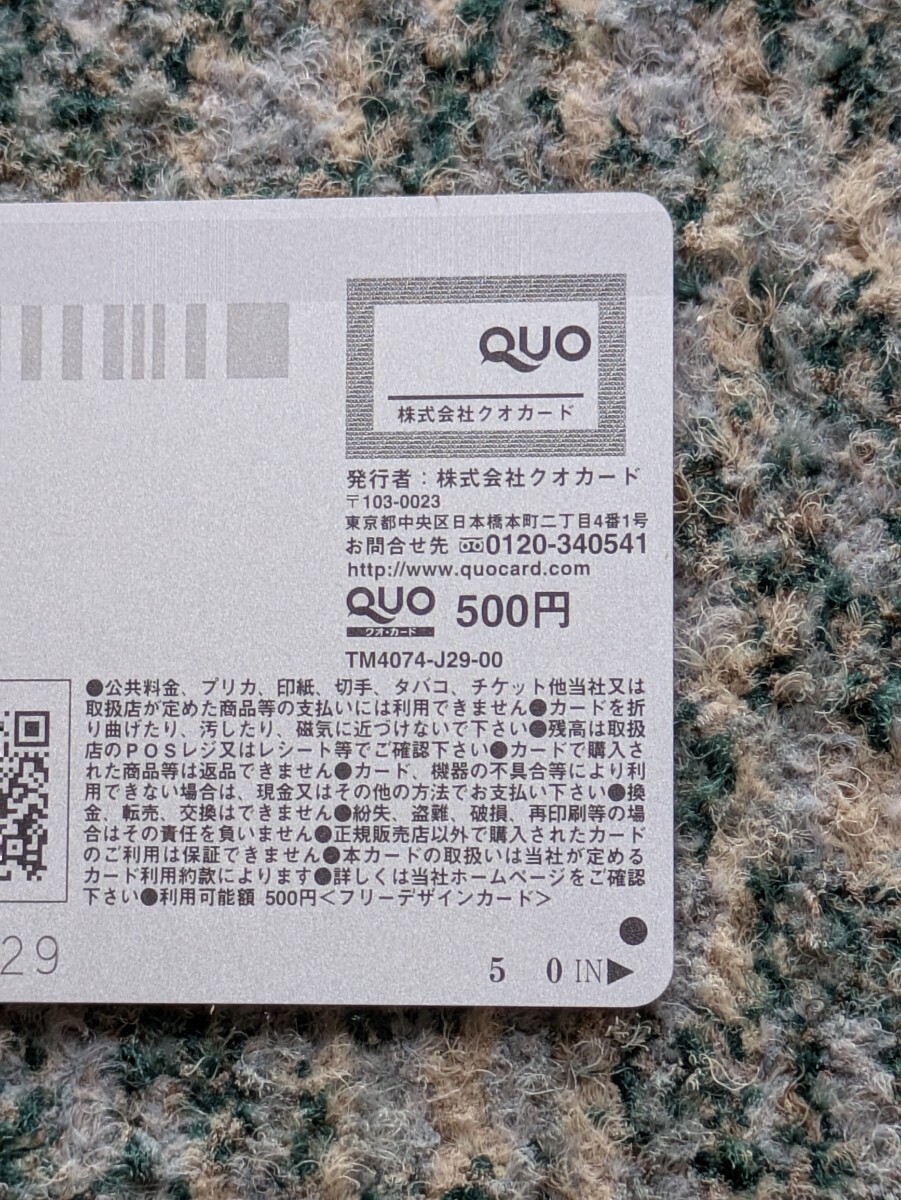 QUO
株式会社クオカード
発行者：株式会社クオカード
〒103-0023
東京都中央区日本橋本町二丁目4番1号
お問合せ先 0120-340541
http://www.quocard.com
QUO 500円
クオ・カード
TM4074-J29-00
●公共料金、プリカ、印紙、切手、タバコ、チケット他当社又は
取扱店が定めた商品等の支払いには利用できません●カードを折
り曲げたり、汚したり、磁気に近づけないで下さい●残高は取扱
店のPOSレジ又はレシート等でご確認下さい●カードで購入さ
れた商品等は返品できません●カード、機器の不具合等により利
用できない場合は、現金又はその他の方法でお支払い下さい●換
金、転売、交換はできません●紛失、盗難、破損、再印刷等の場
合はその責任を負いません●正規販売店以外で購入されたカード
のご利用は保証できません●本カードの取扱いは当社が定める
カード利用約款によります●詳しくは当社ホームページをご確認
下さい●利用可能額 500円＜フリーデザインカード＞
29
5 0 IN▶